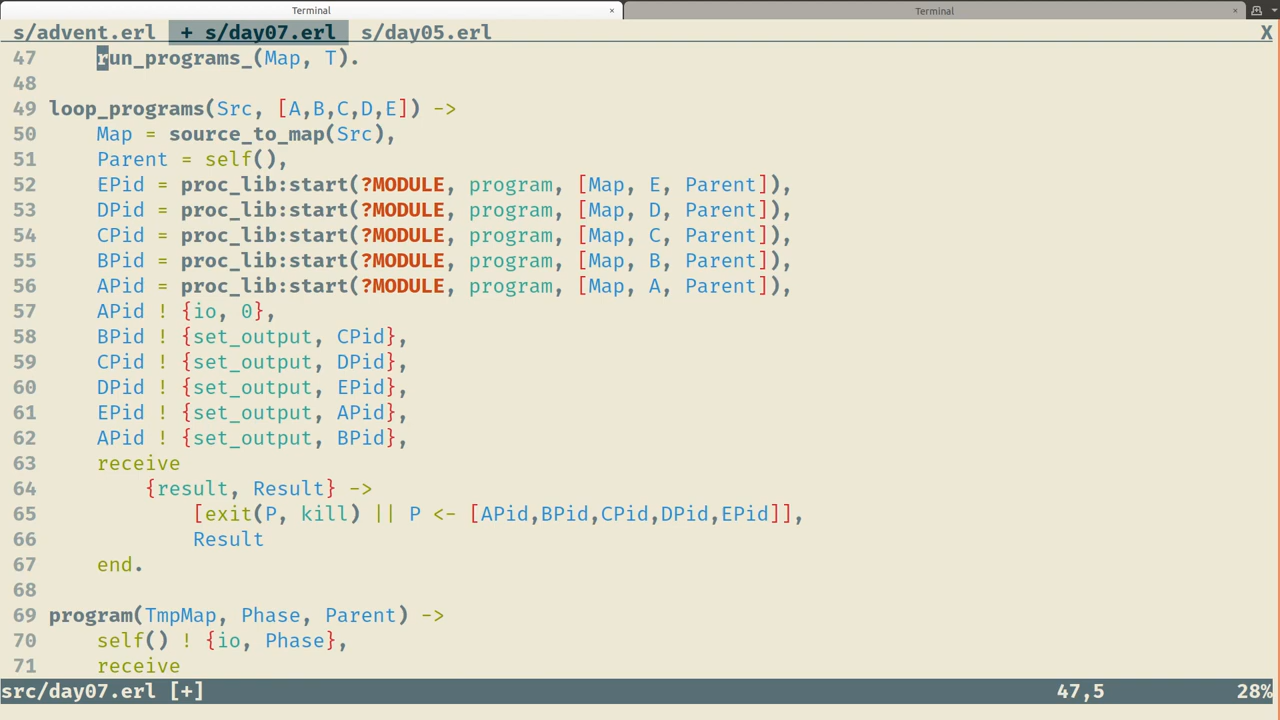 Terminal × Terminal ×
s/advent.erl + s/day07.erl s/day05.erl X
47 run_programs_(Map, T).
48
49 loop_programs(Src, [A,B,C,D,E]) ->
50 Map = source_to_map(Src),
51 Parent = self(),
52 EPid = proc_lib:start(?MODULE, program, [Map, E, Parent]),
53 DPid = proc_lib:start(?MODULE, program, [Map, D, Parent]),
54 CPid = proc_lib:start(?MODULE, program, [Map, C, Parent]),
55 BPid = proc_lib:start(?MODULE, program, [Map, B, Parent]),
56 APid = proc_lib:start(?MODULE, program, [Map, A, Parent]),
57 APid ! {io, 0},
58 BPid ! {set_output, CPid},
59 CPid ! {set_output, DPid},
60 DPid ! {set_output, EPid},
61 EPid ! {set_output, APid},
62 APid ! {set_output, BPid},
63 receive
64 {result, Result} ->
65 [exit(P, kill) || P <- [APid,BPid,CPid,DPid,EPid]],
66 Result
67 end.
68
69 program(TmpMap, Phase, Parent) ->
70 self() ! {io, Phase},
71 receive
src/day07.erl [+] 47,5 28%